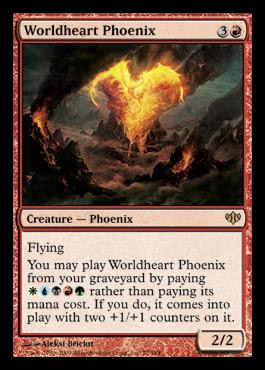 Worldheart Phoenix 3
Creature — Phoenix
Flying
You may play Worldheart Phoenix
from your graveyard by paying
rather than paying its
mana cost. If you do, it comes into
play with two +1/+1 counters on it.
Aleksi Briclot
2/2